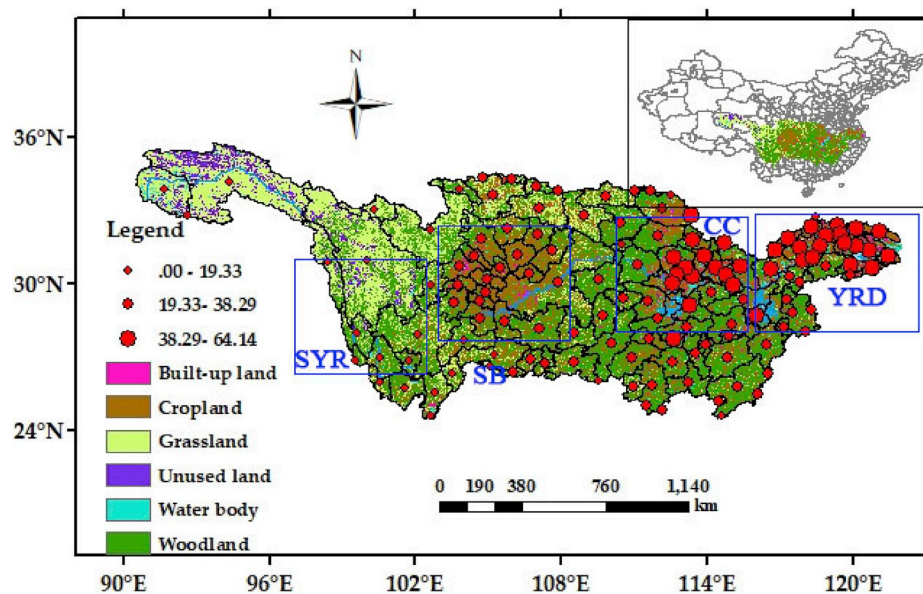 N
36°N
30°N
24°N
Legend
.00 - 19.33
19.33- 38.29
38.29- 64.14
Built-up land
Cropland
Grassland
Unused land
Water body
Woodland
SYR
SB
CC
YRD
0 190 380 760 1,140
km
90°E 96°E 102°E 108°E 114°E 120°E